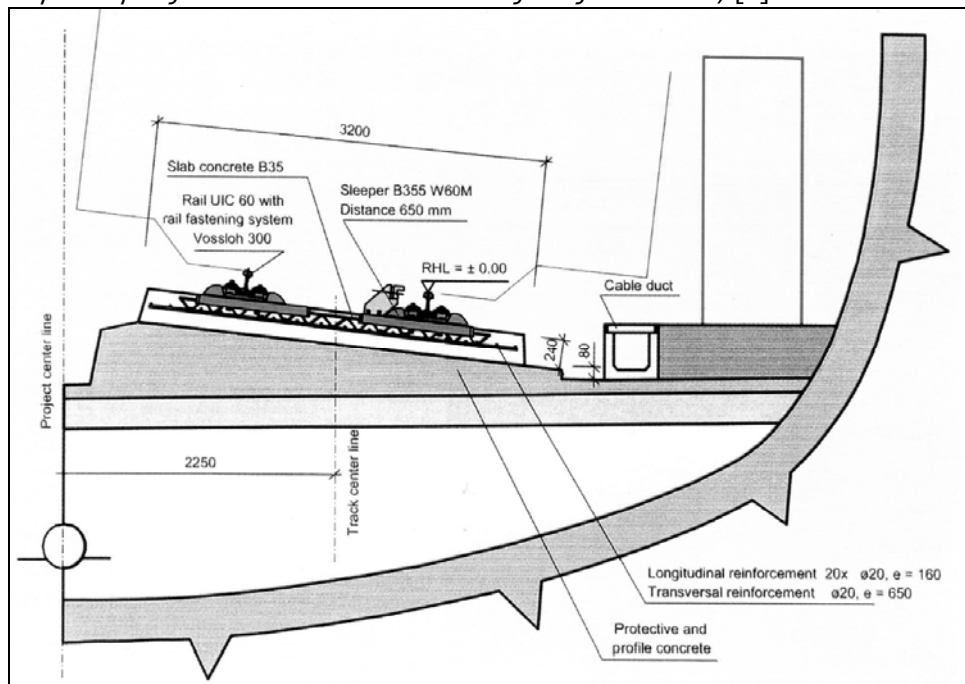 3200
Slab concrete B35
Rail UIC 60 with
rail fastening system
Vossloh 300
Sleeper B355 W60M
Distance 650 mm
RHL = ± 0.00
Cable duct
240
80
Project center line
2250
Track center line
Longitudinal reinforcement 20x ø20, e = 160
Transversal reinforcement ø20, e = 650
Protective and
profile concrete